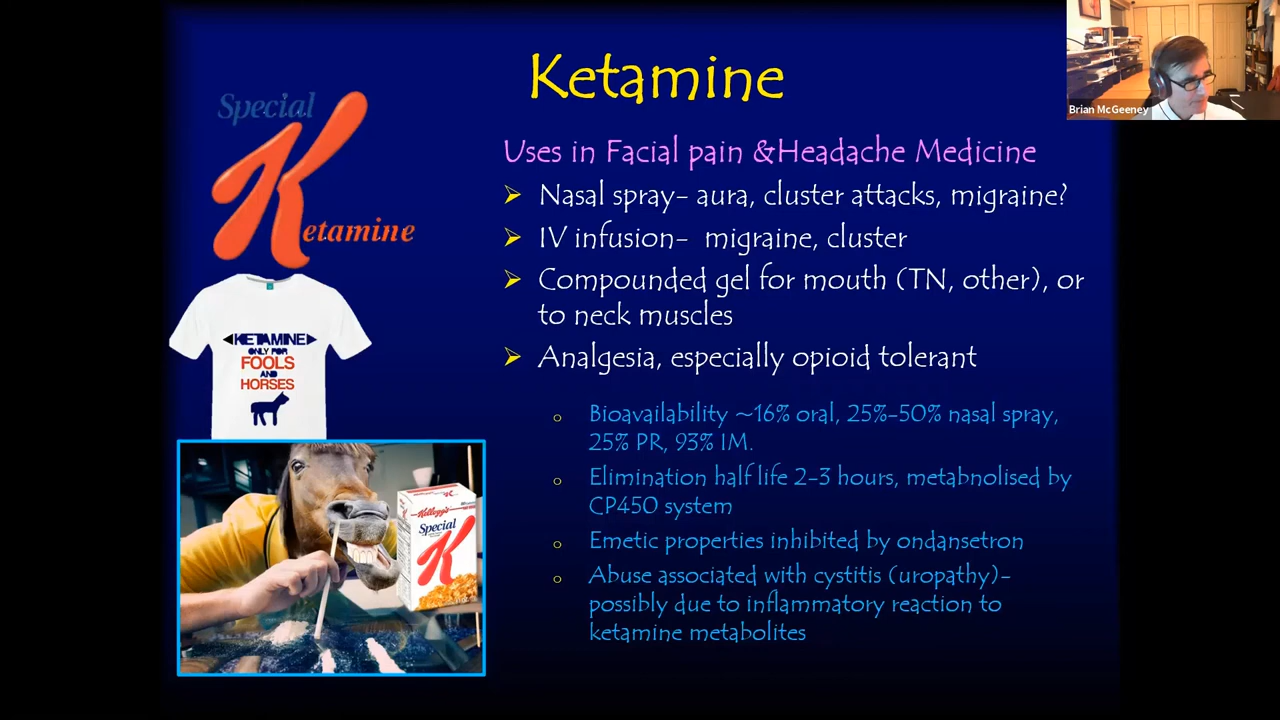 Ketamine
Brian McGeeney
Special
K
etamine
Uses in Facial pain &Headache Medicine
Nasal spray- aura, cluster attacks, migraine?
IV infusion- migraine, cluster
Compounded gel for mouth (TN, other), or
to neck muscles
Analgesia, especially opioid tolerant
KETAMINE
ONLY FOR
FOOLS
AND
HORSES
Bioavailability ~16% oral, 25%-50% nasal spray,
25% PR, 93% IM.
Elimination half life 2-3 hours, metabnolised by
CP450 system
Emetic properties inhibited by ondansetron
Abuse associated with cystitis (uropathy)-
possibly due to inflammatory reaction to
ketamine metabolites
Kellogg's
Special
K